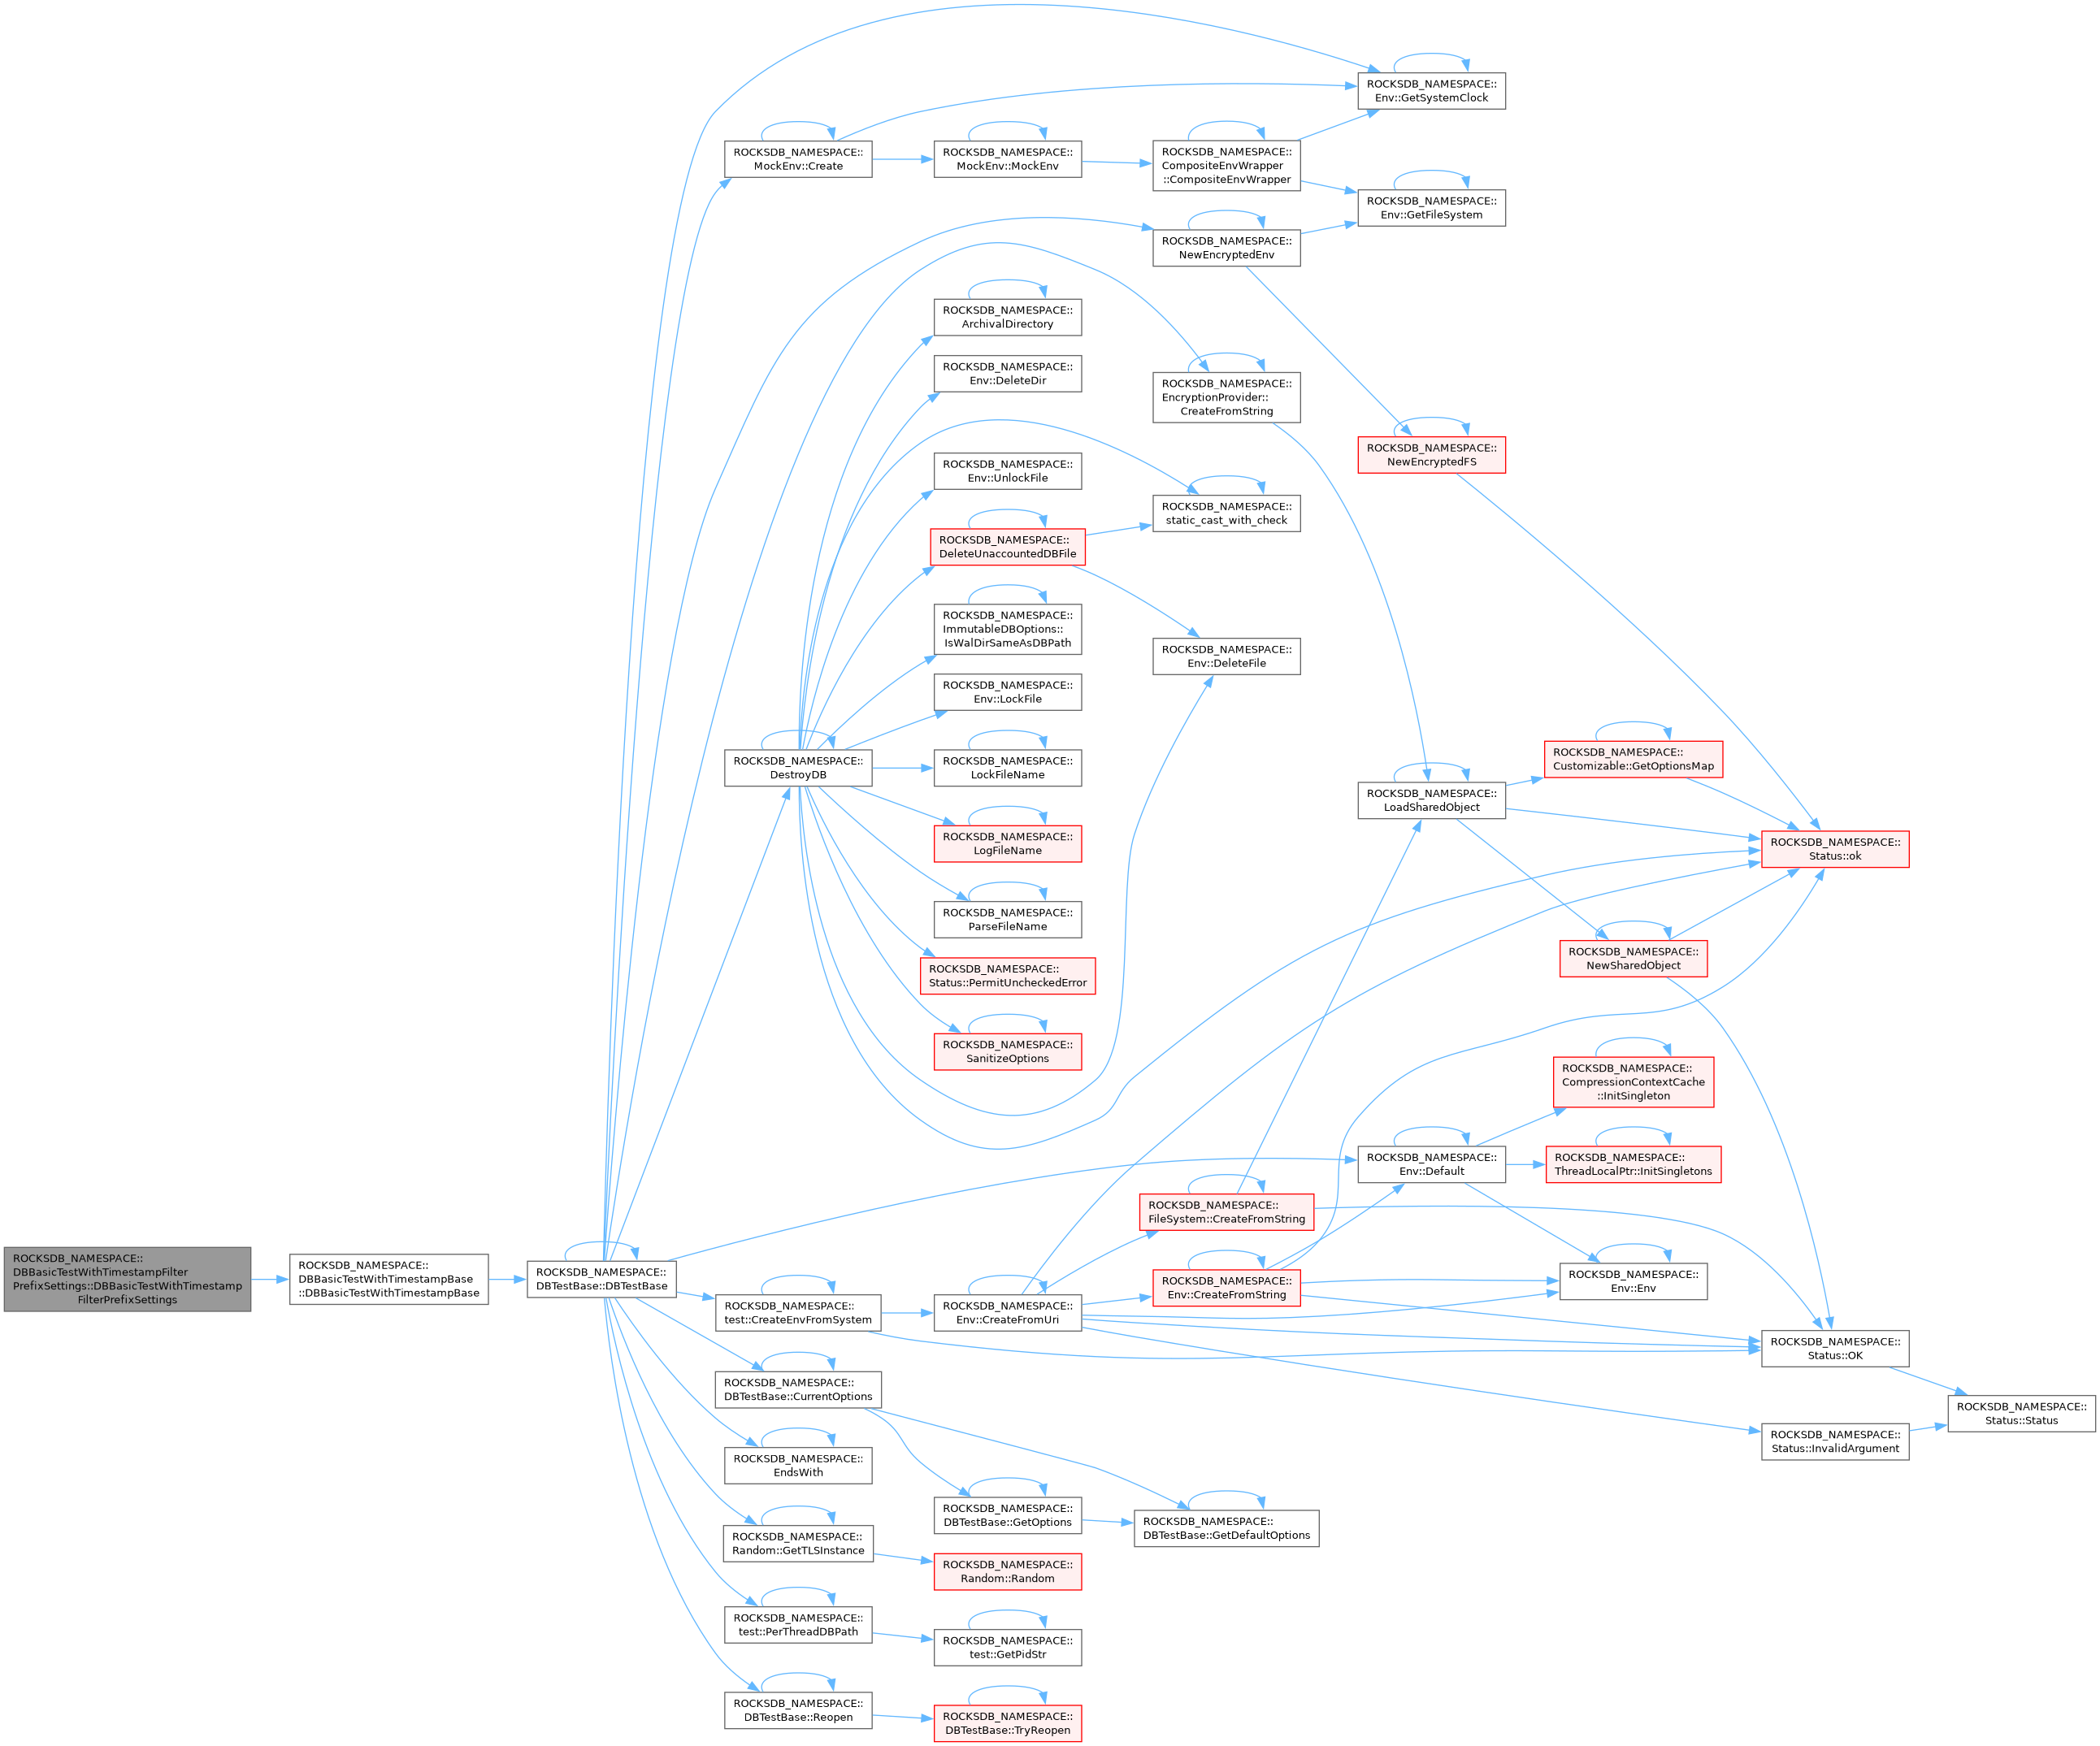 ROCKSDB_NAMESPACE::
DBBasicTestWithTimestampFilter
PrefixSettings::DBBasicTestWithTimestamp
FilterPrefixSettings
ROCKSDB_NAMESPACE::
DBBasicTestWithTimestampBase
::DBBasicTestWithTimestampBase
ROCKSDB_NAMESPACE::
DBTestBase::DBTestBase
ROCKSDB_NAMESPACE::
MockEnv::Create
ROCKSDB_NAMESPACE::
DestroyDB
ROCKSDB_NAMESPACE::
test::CreateEnvFromSystem
ROCKSDB_NAMESPACE::
DBTestBase::CurrentOptions
ROCKSDB_NAMESPACE::
EndsWith
ROCKSDB_NAMESPACE::
Random::GetTLSInstance
ROCKSDB_NAMESPACE::
test::PerThreadDBPath
ROCKSDB_NAMESPACE::
DBTestBase::Reopen
ROCKSDB_NAMESPACE::
MockEnv::MockEnv
ROCKSDB_NAMESPACE::
ArchivalDirectory
ROCKSDB_NAMESPACE::
Env::DeleteDir
ROCKSDB_NAMESPACE::
Env::UnlockFile
ROCKSDB_NAMESPACE::
DeleteUnaccountedDBFile
ROCKSDB_NAMESPACE::
ImmutableDBOptions::
IsWalDirSameAsDBPath
ROCKSDB_NAMESPACE::
Env::LockFile
ROCKSDB_NAMESPACE::
LockFileName
ROCKSDB_NAMESPACE::
LogFileName
ROCKSDB_NAMESPACE::
ParseFileName
ROCKSDB_NAMESPACE::
Status::PermitUncheckedError
ROCKSDB_NAMESPACE::
SanitizeOptions
ROCKSDB_NAMESPACE::
Env::CreateFromUri
ROCKSDB_NAMESPACE::
DBTestBase::GetOptions
ROCKSDB_NAMESPACE::
Random::Random
ROCKSDB_NAMESPACE::
test::GetPidStr
ROCKSDB_NAMESPACE::
DBTestBase::TryReopen
ROCKSDB_NAMESPACE::
CompositeEnvWrapper
::CompositeEnvWrapper
ROCKSDB_NAMESPACE::
NewEncryptedEnv
ROCKSDB_NAMESPACE::
EncryptionProvider::
CreateFromString
ROCKSDB_NAMESPACE::
static_cast_with_check
ROCKSDB_NAMESPACE::
Env::DeleteFile
ROCKSDB_NAMESPACE::
FileSystem::CreateFromString
ROCKSDB_NAMESPACE::
Env::CreateFromString
ROCKSDB_NAMESPACE::
DBTestBase::GetDefaultOptions
ROCKSDB_NAMESPACE::
Env::GetSystemClock
ROCKSDB_NAMESPACE::
Env::GetFileSystem
ROCKSDB_NAMESPACE::
NewEncryptedFS
ROCKSDB_NAMESPACE::
LoadSharedObject
ROCKSDB_NAMESPACE::
Env::Default
ROCKSDB_NAMESPACE::
Customizable::GetOptionsMap
ROCKSDB_NAMESPACE::
NewSharedObject
ROCKSDB_NAMESPACE::
CompressionContextCache
::InitSingleton
ROCKSDB_NAMESPACE::
ThreadLocalPtr::InitSingletons
ROCKSDB_NAMESPACE::
Env::Env
ROCKSDB_NAMESPACE::
Status::ok
ROCKSDB_NAMESPACE::
Status::OK
ROCKSDB_NAMESPACE::
Status::InvalidArgument
ROCKSDB_NAMESPACE::
Status::Status